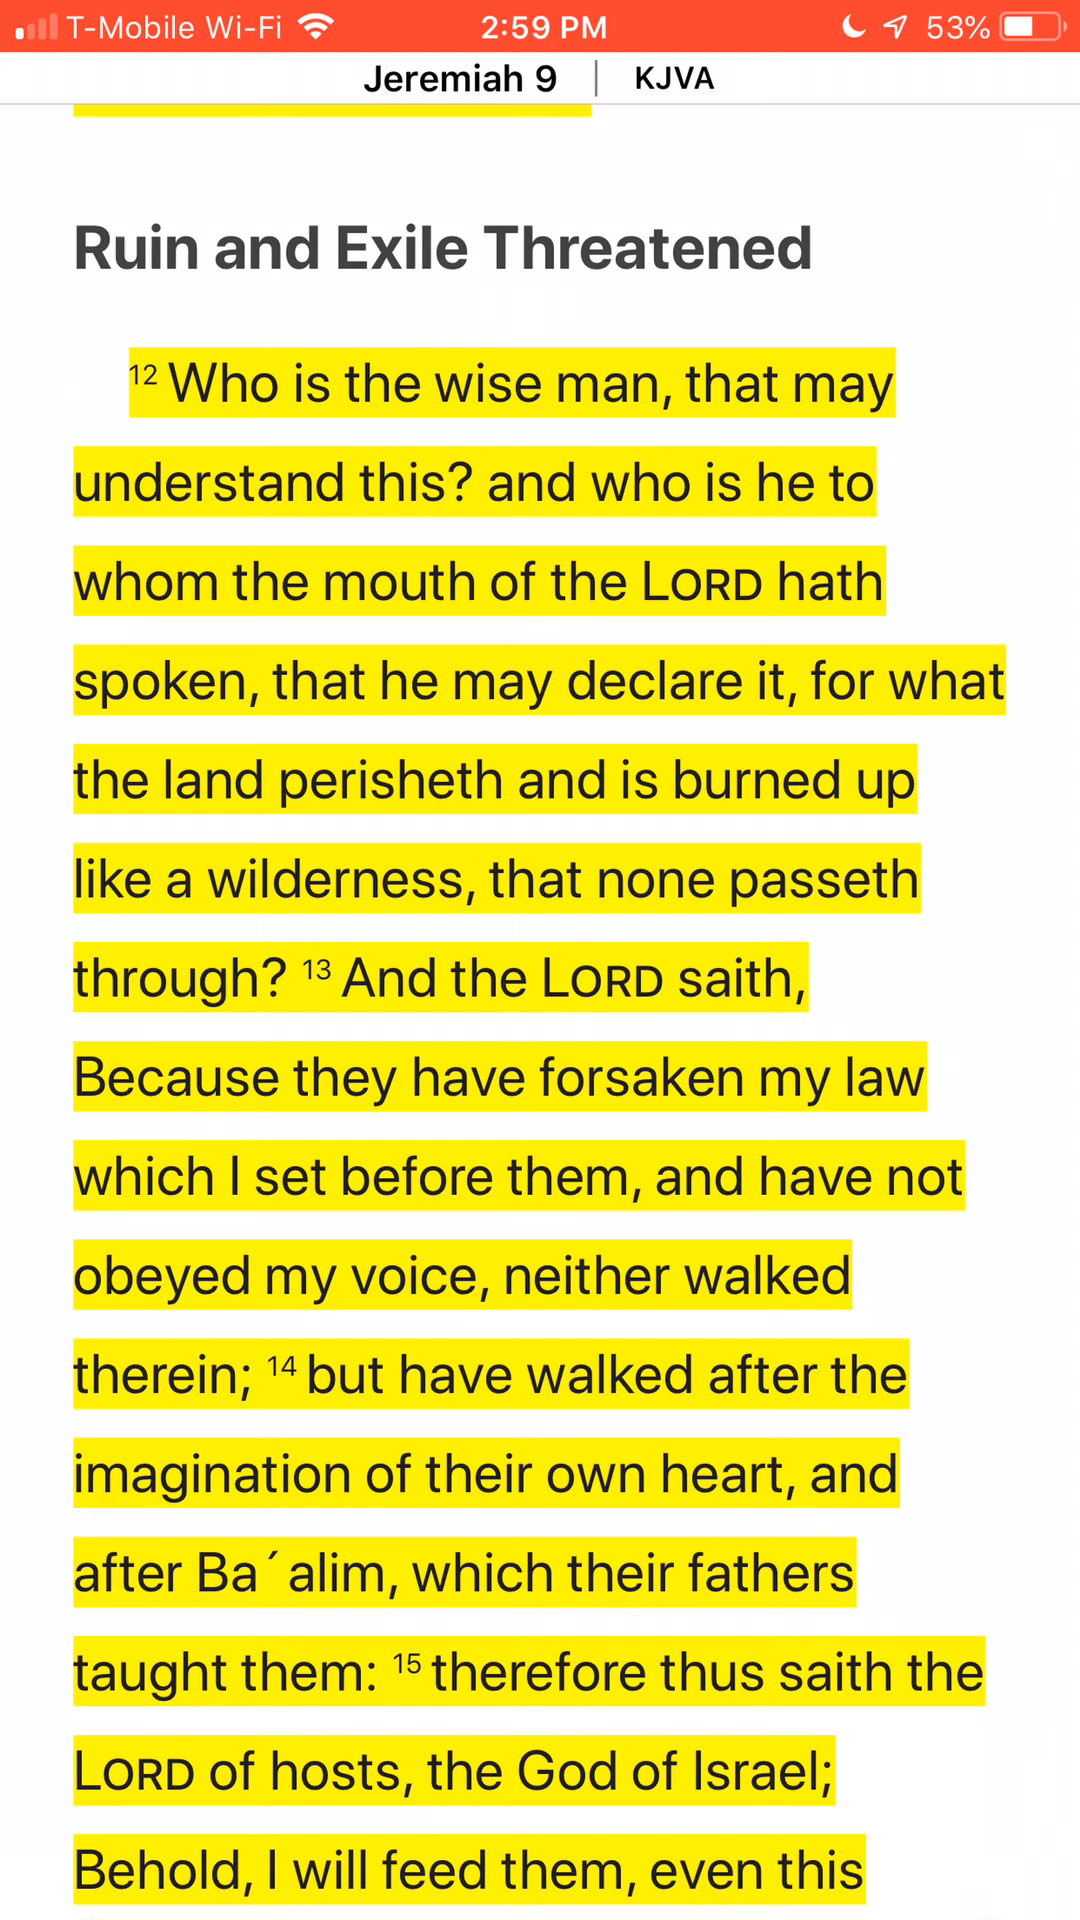 T-Mobile Wi-Fi 2:59 PM 53%
Jeremiah 9 | KJVA
Ruin and Exile Threatened
12 Who is the wise man, that may
understand this? and who is he to
whom the mouth of the LORD hath
spoken, that he may declare it, for what
the land perisheth and is burned up
like a wilderness, that none passeth
through? 13 And the LORD saith,
Because they have forsaken my law
which I set before them, and have not
obeyed my voice, neither walked
therein; 14 but have walked after the
imagination of their own heart, and
after Ba´alim, which their fathers
taught them: 15 therefore thus saith the
LORD of hosts, the God of Israel;
Behold, I will feed them, even this